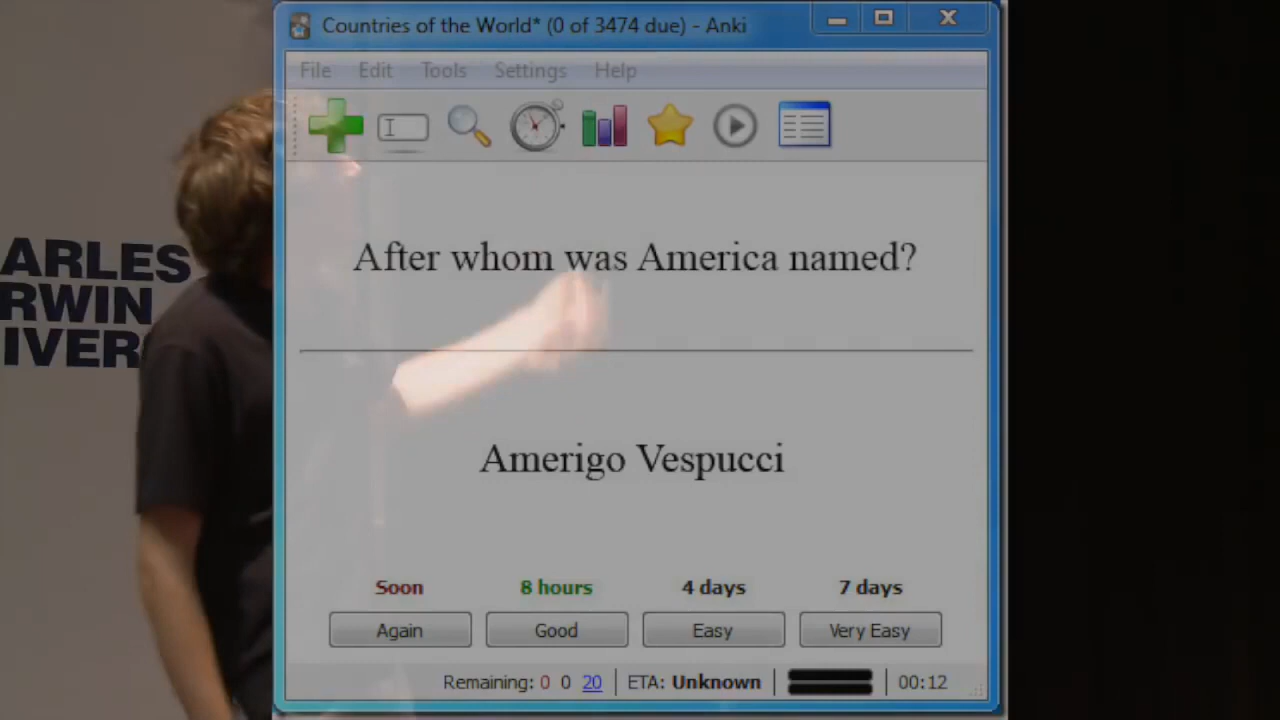 Countries of the World* (0 of 3474 due) - Anki
File Edit Tools Settings Help
After whom was America named?
ARLES
RWIN
IVER
Amerigo Vespucci
Soon 8 hours 4 days 7 days
Again Good Easy Very Easy
Remaining: 0 0 20 ETA: Unknown 00:12